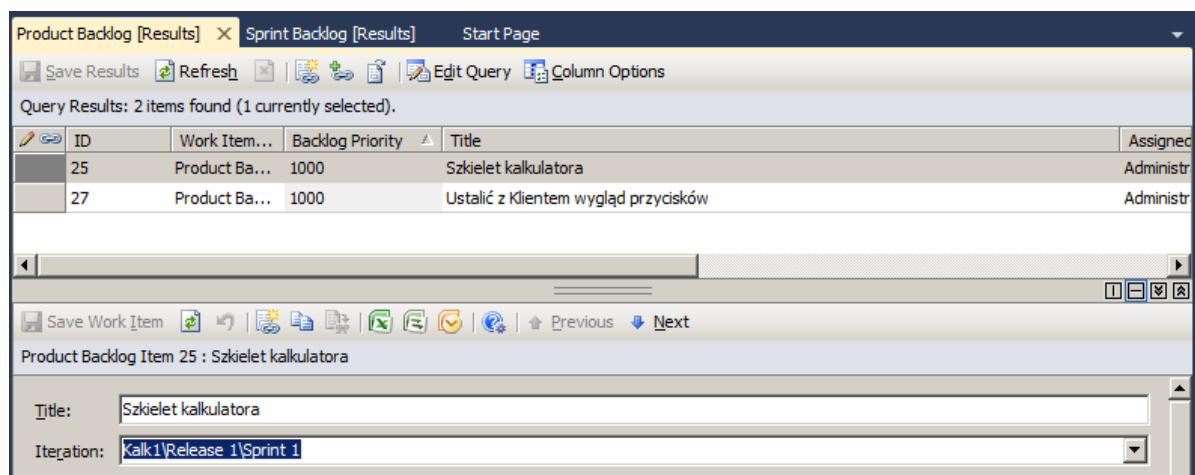 Product Backlog [Results] Sprint Backlog [Results] Start Page
Save Results Refresh Edit Query Column Options
Query Results: 2 items found (1 currently selected).
ID Work Item... Backlog Priority Title Assigned
25 Product Ba... 1000 Szkielet kalkulatora Administr
27 Product Ba... 1000 Ustalić z Klientem wygląd przycisków Administr
Save Work Item Previous Next
Product Backlog Item 25 : Szkielet kalkulatora
Title: Szkielet kalkulatora
Iteration: Kalk1\Release 1\Sprint 1